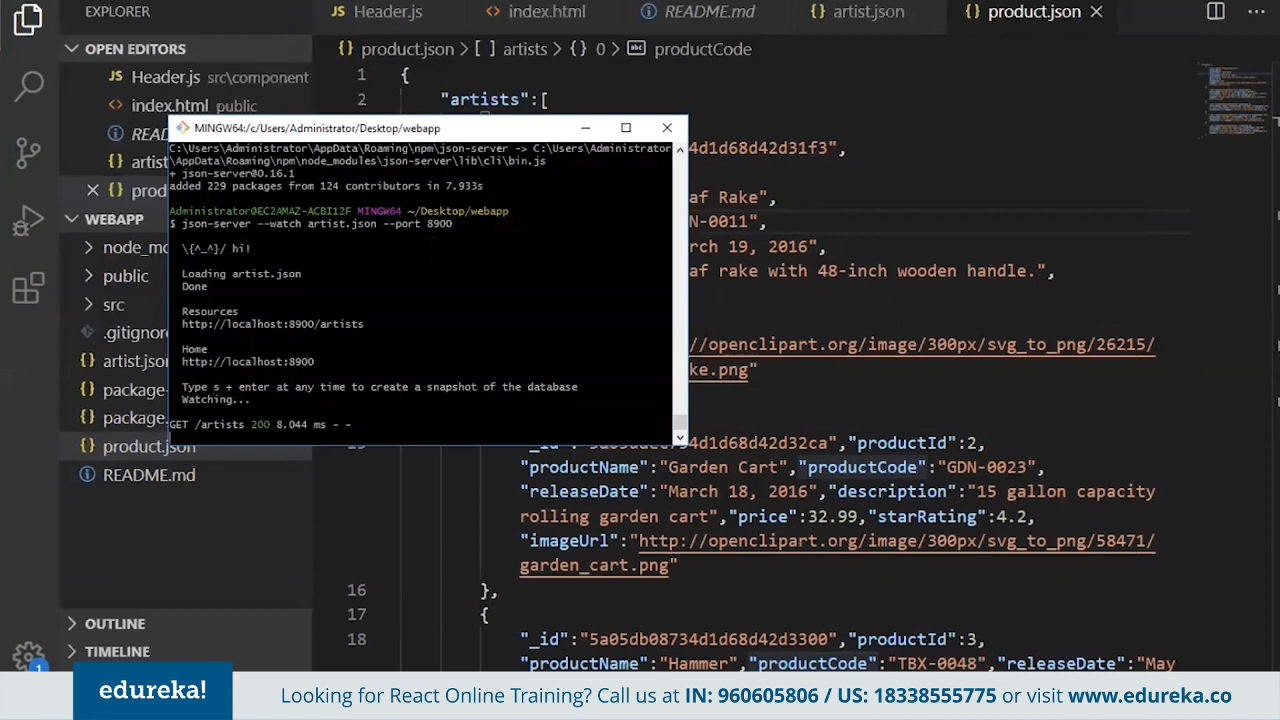 EXPLORER
JS Header.js
<> index.html
README.md
{} artist.json
{} product.json
OPEN EDITORS
JS Header.js src\component
<> index.html public
REA
{} artist
{} prod
WEBAPP
node_mo
public
src
.gitignore
{} artist.json
{} package-
{} package.
{} product.json
README.md
OUTLINE
TIMELINE
1
{} product.json > [ ] artists > {} 0 > abc productCode
1 {
2 "artists":[
4d1d68d42d31f3",
af Rake",
N-0011",
rch 19, 2016",
af rake with 48-inch wooden handle.",
//openclipart.org/image/300px/svg_to_png/26215/
ke.png"
4d1d68d42d32ca","productId":2,
"productName":"Garden Cart","productCode":"GDN-0023",
"releaseDate":"March 18, 2016","description":"15 gallon capacity
rolling garden cart","price":32.99,"starRating":4.2,
"imageUrl":"http://openclipart.org/image/300px/svg_to_png/58471/
garden_cart.png"
16 },
17 {
18 "_id":"5a05db08734d1d68d42d3300","productId":3,
"productName":"Hammer","productCode":"TBX-0048","releaseDate":"May
MINGW64:/c/Users/Administrator/Desktop/webapp
C:\Users\Administrator\AppData\Roaming\npm\json-server -> C:\Users\Administrator
\AppData\Roaming\npm\node_modules\json-server\lib\cli\bin.js
+ json-server@0.16.1
added 229 packages from 124 contributors in 7.933s
Administrator@EC2AMAZ-ACBI12F MINGW64 ~/Desktop/webapp
$ json-server --watch artist.json --port 8900
\{^_^}/ hi!
Loading artist.json
Done
Resources
http://localhost:8900/artists
Home
http://localhost:8900
Type s + enter at any time to create a snapshot of the database
Watching...
GET /artists 200 8.044 ms - -
edureka!
Looking for React Online Training? Call us at IN: 960605806 / US: 18338555775 or visit www.edureka.co